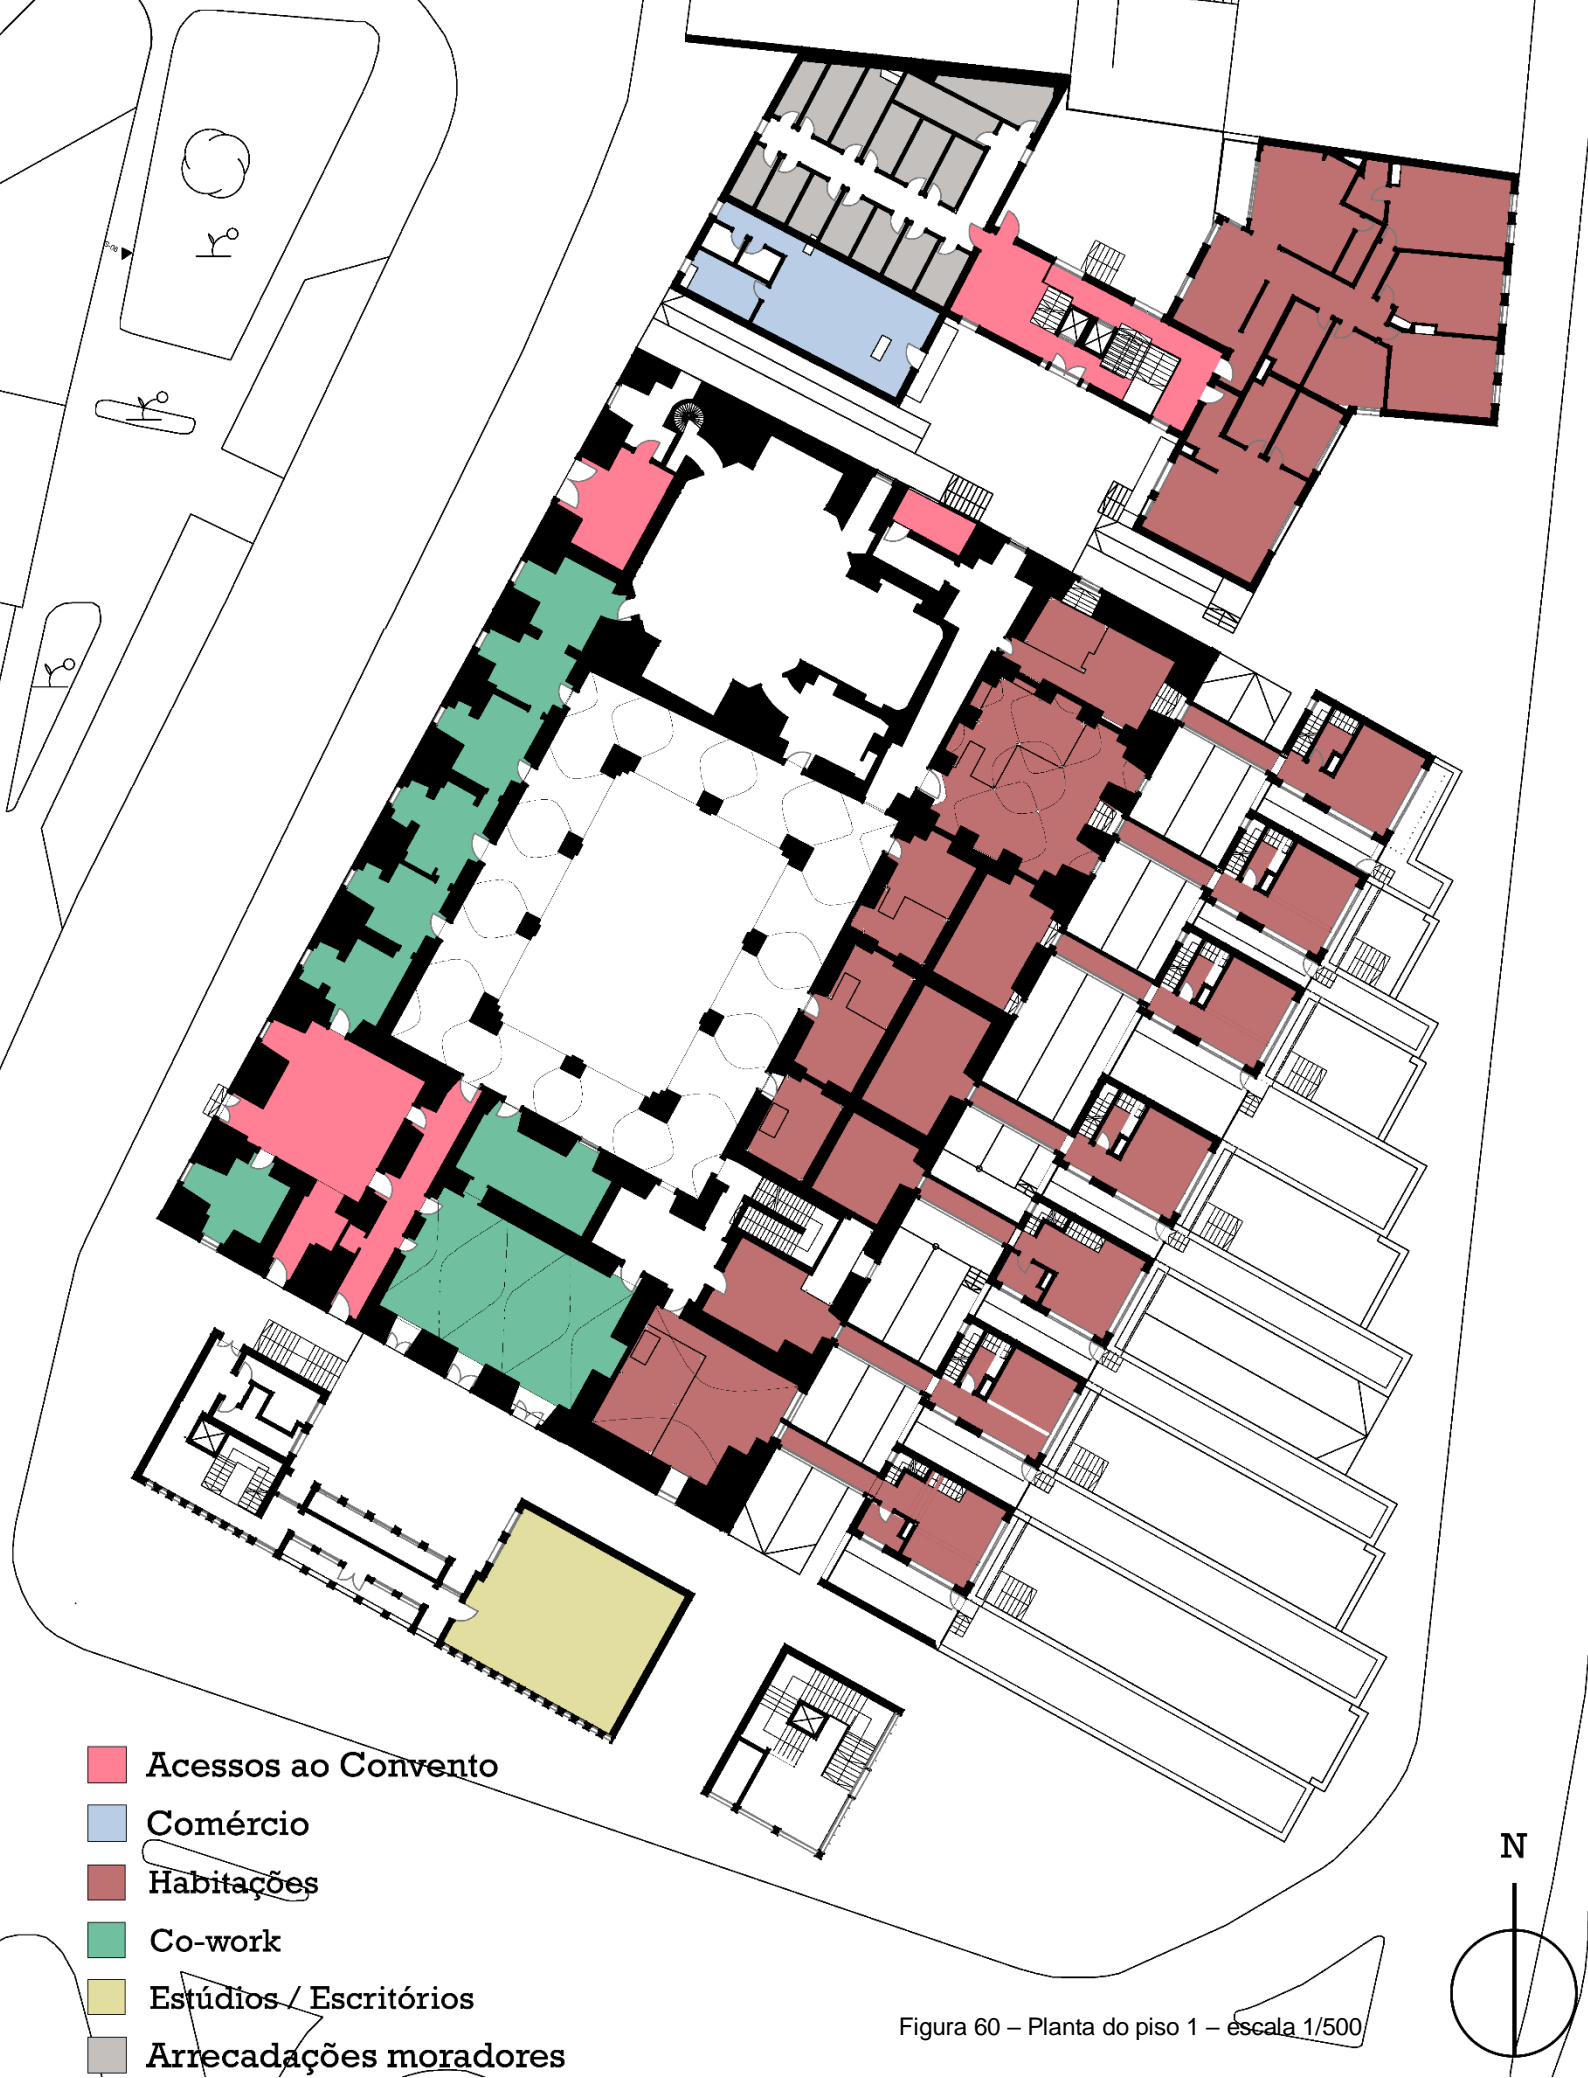 Acessos ao Convento
Comércio
Habitações
Co-work
Estúdios / Escritórios
Arrecadações moradores
N
Figura 60 – Planta do piso 1 – escala 1/500